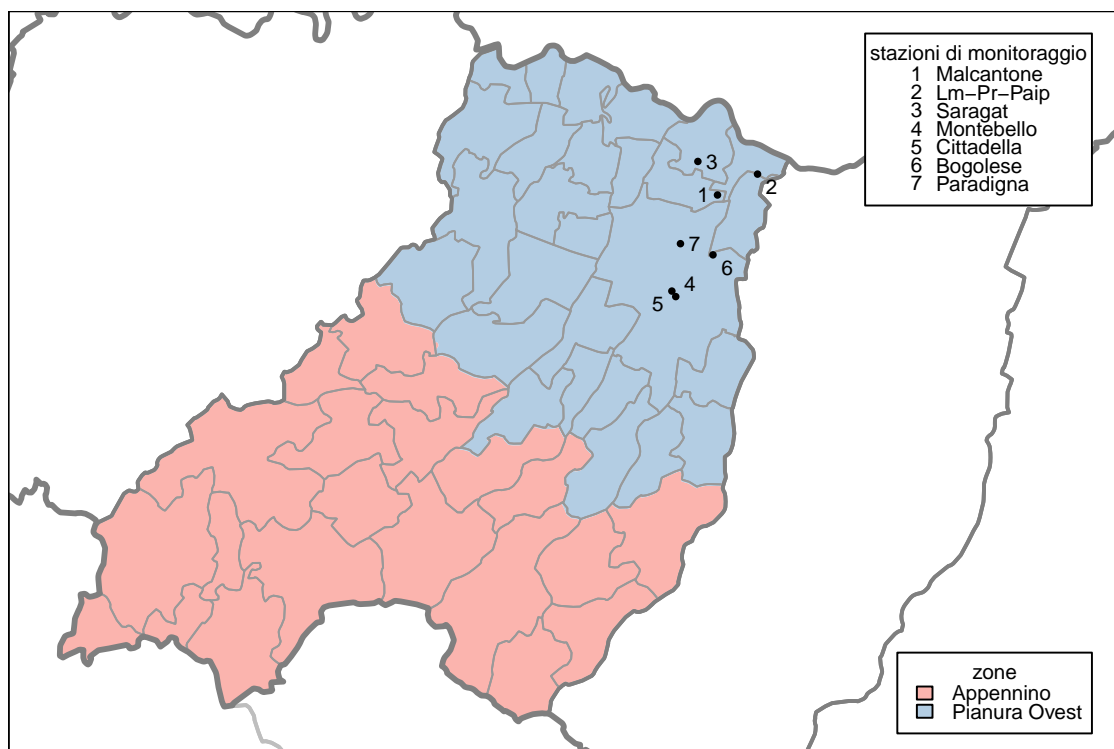 stazioni di monitoraggio
1 Malcantone
2 Lm−Pr−Paip
3 Saragat
4 Montebello
5 Cittadella
6 Bogolese
7 Paradigna
3
2
1
7
6
4
5
zone
Appennino
Pianura Ovest